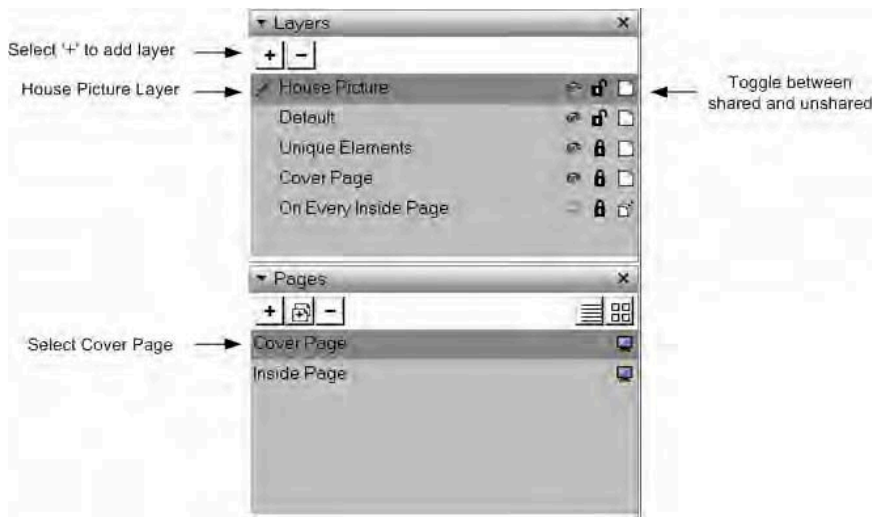 Layers
Select '+' to add layer
+ −
House Picture Layer
House Picture
Toggle between
shared and unshared
Default
Unique Elements
Cover Page
On Every Inside Page
Pages
+ −
Select Cover Page
Cover Page
Inside Page